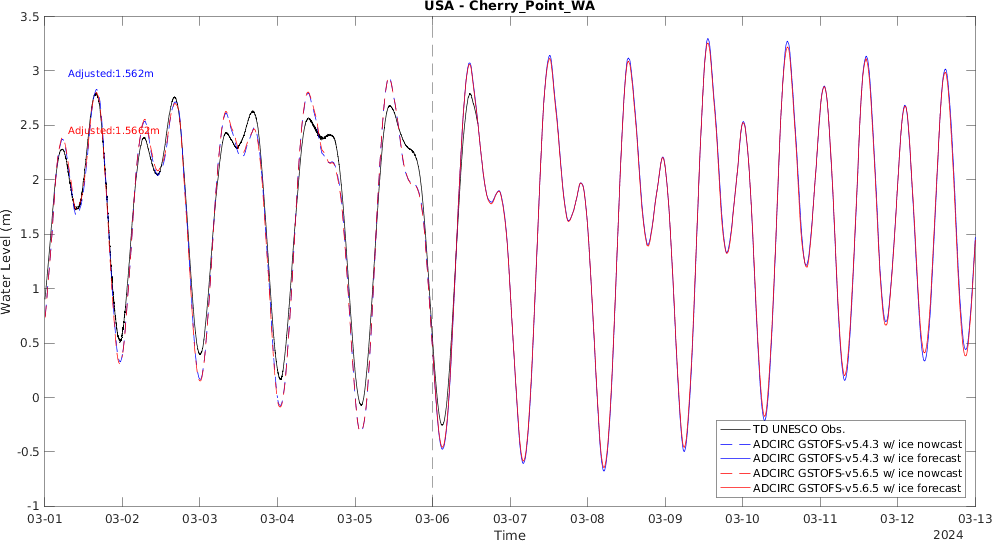 USA - Cherry_Point_WA
3.5
3
2.5
2
1.5
1
0.5
0
-0.5
-1
Water Level (m)
Adjusted:1.562m
Adjusted:1.5662m
TD UNESCO Obs.
ADCIRC GSTOFS-v5.4.3 w/ ice nowcast
ADCIRC GSTOFS-v5.4.3 w/ ice forecast
ADCIRC GSTOFS-v5.6.5 w/ ice nowcast
ADCIRC GSTOFS-v5.6.5 w/ ice forecast
03-01 03-02 03-03 03-04 03-05 03-06 03-07 03-08 03-09 03-10 03-11 03-12 03-13
Time
2024